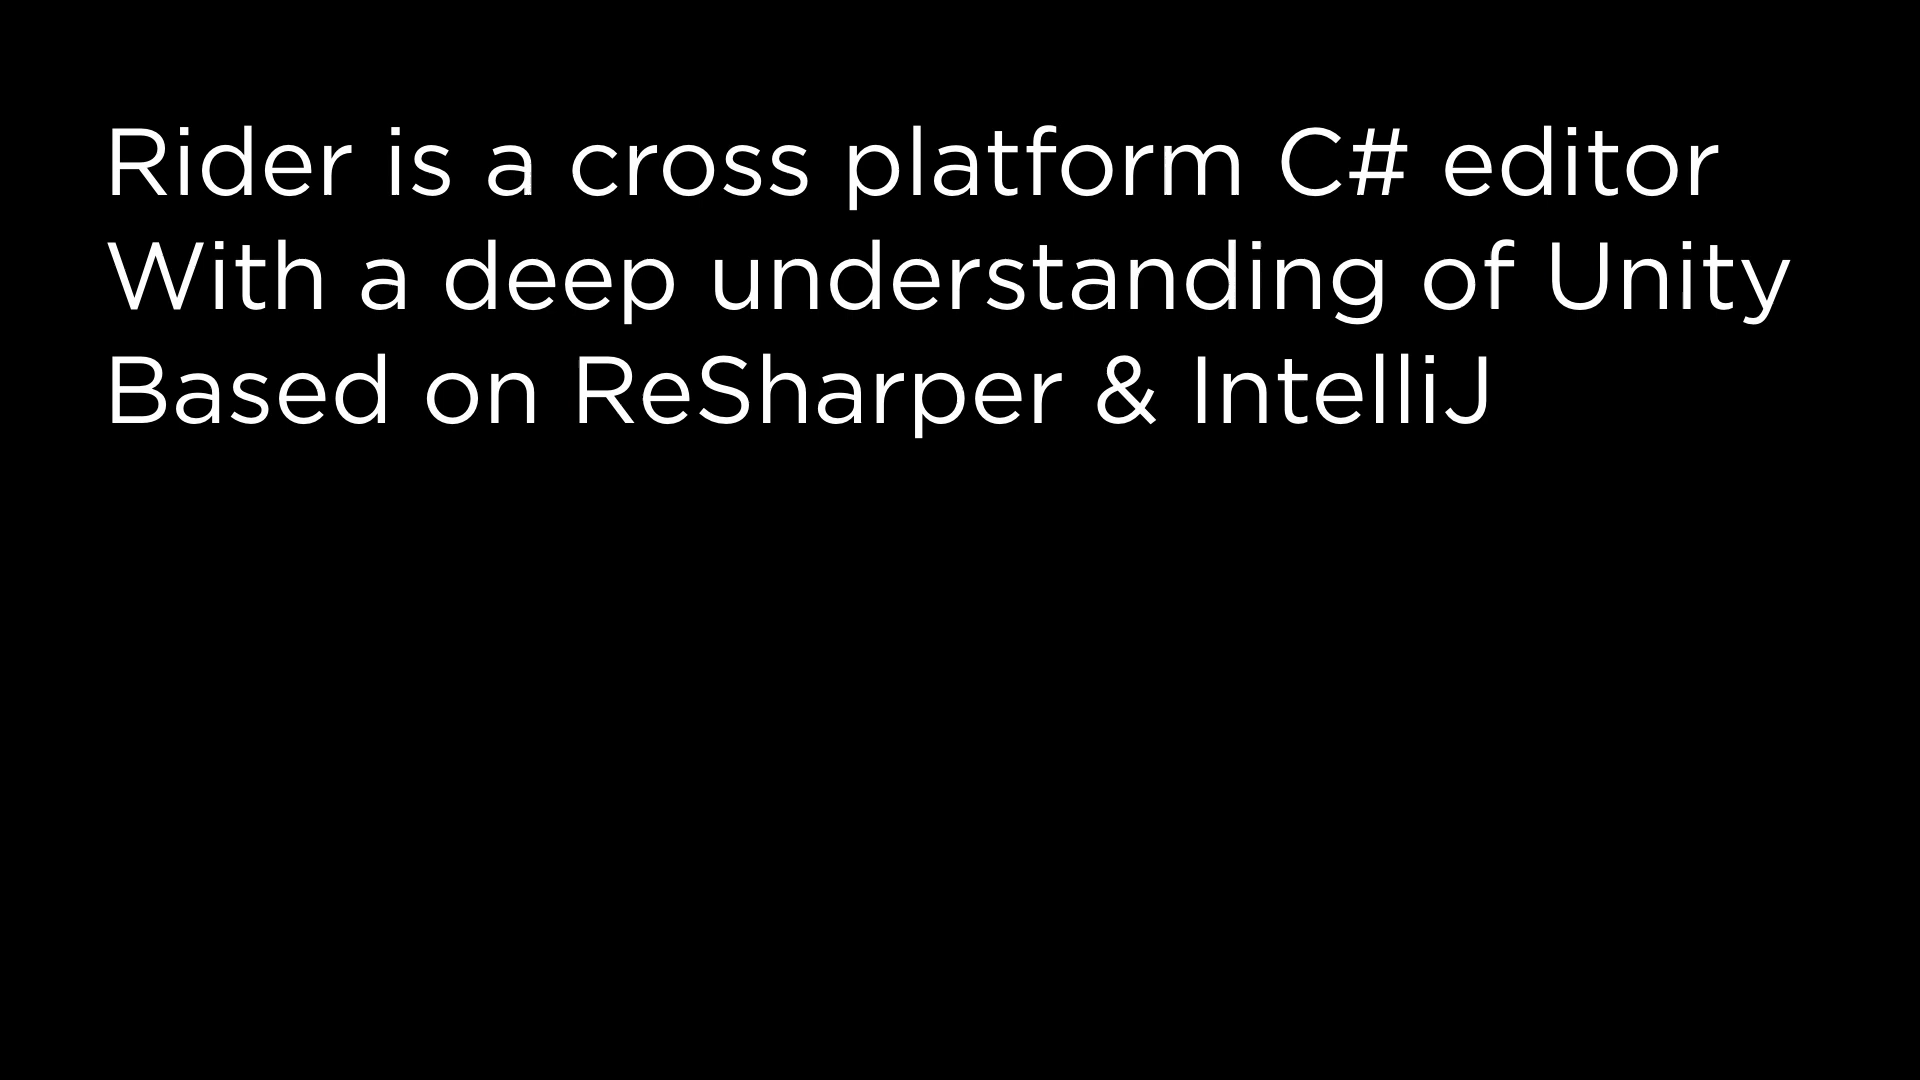 Rider is a cross platform C# editor
With a deep understanding of Unity
Based on ReSharper & IntelliJ